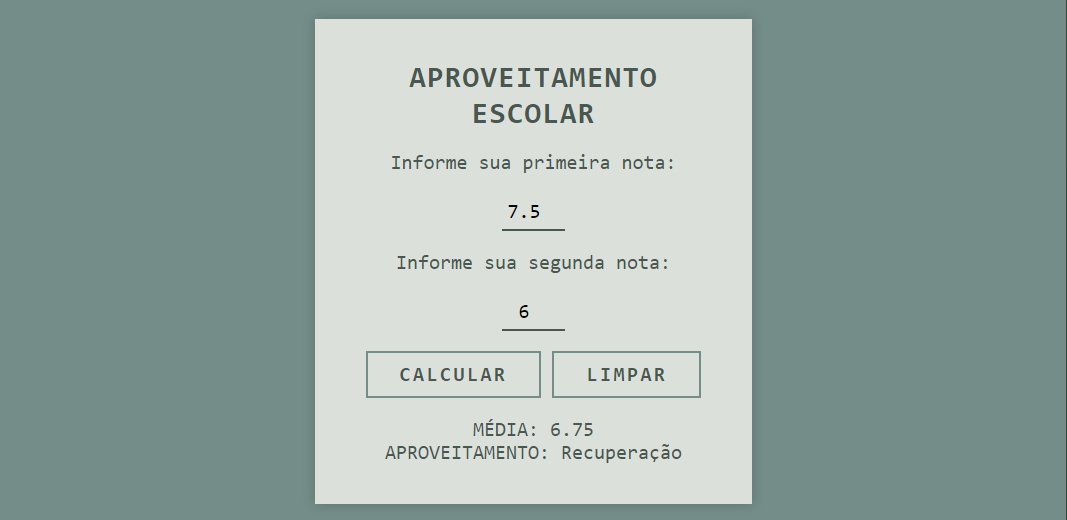 APROVEITAMENTO
ESCOLAR
Informe sua primeira nota:
7.5
Informe sua segunda nota:
6
CALCULAR LIMPAR
MÉDIA: 6.75
APROVEITAMENTO: Recuperação